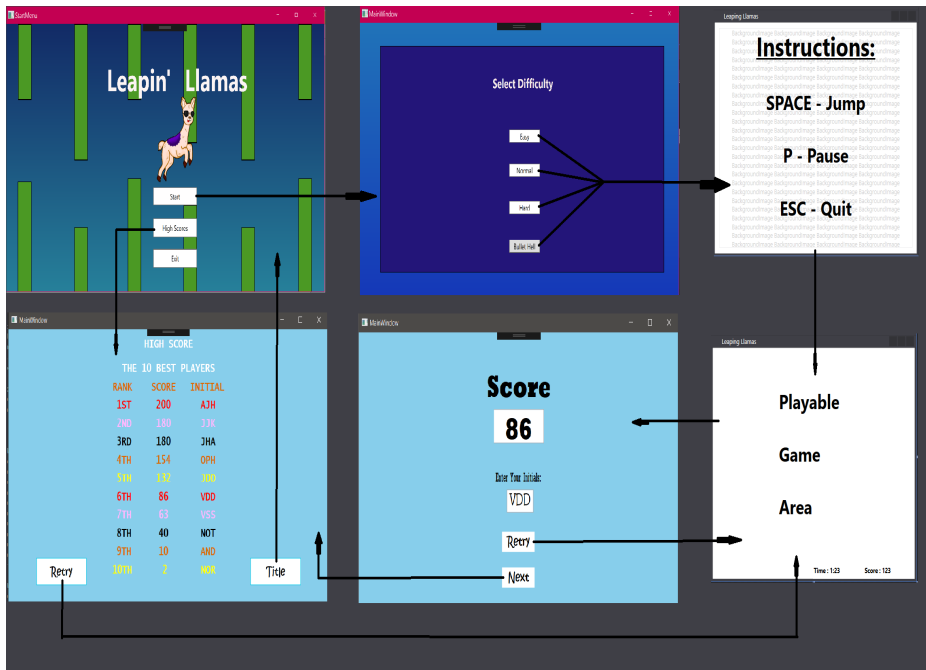 StartMenu
Leapin' Llamas
Start
High Scores
Exit
MainWindow
Select Difficulty
Easy
Normal
Hard
Bullet Hell
Leaping Llamas
BackgroundImage BackgroundImage BackgroundImage
Instructions:
SPACE - Jump
P - Pause
ESC - Quit
MainWindow
HIGH SCORE
THE 10 BEST PLAYERS
RANK SCORE INITIAL
1ST 200 AJH
2ND 180 JJK
3RD 180 JHA
4TH 154 OPH
5TH 132 JDD
6TH 86 VDD
7TH 63 VSS
8TH 40 NOT
9TH 10 AND
10TH 2 NOR
Retry
Title
MainWindow
Score
86
Enter Your Initials:
VDD
Retry
Next
Leaping Llamas
Playable
Game
Area
Time : 1:23 Score : 123